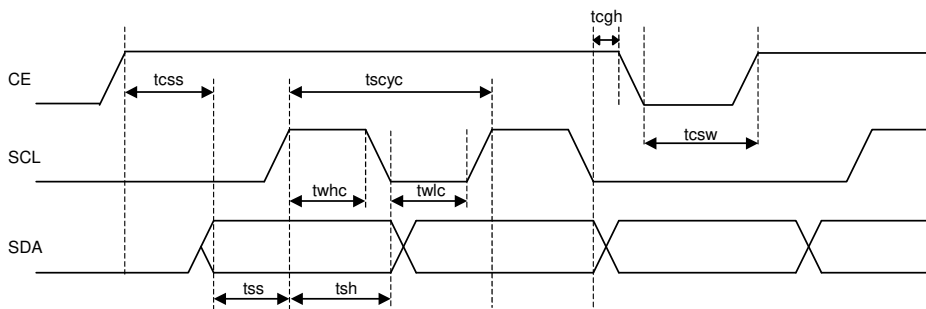 tcgh
CE
tcss
tscyc
tcsw
SCL
twhc
twlc
SDA
tss
tsh